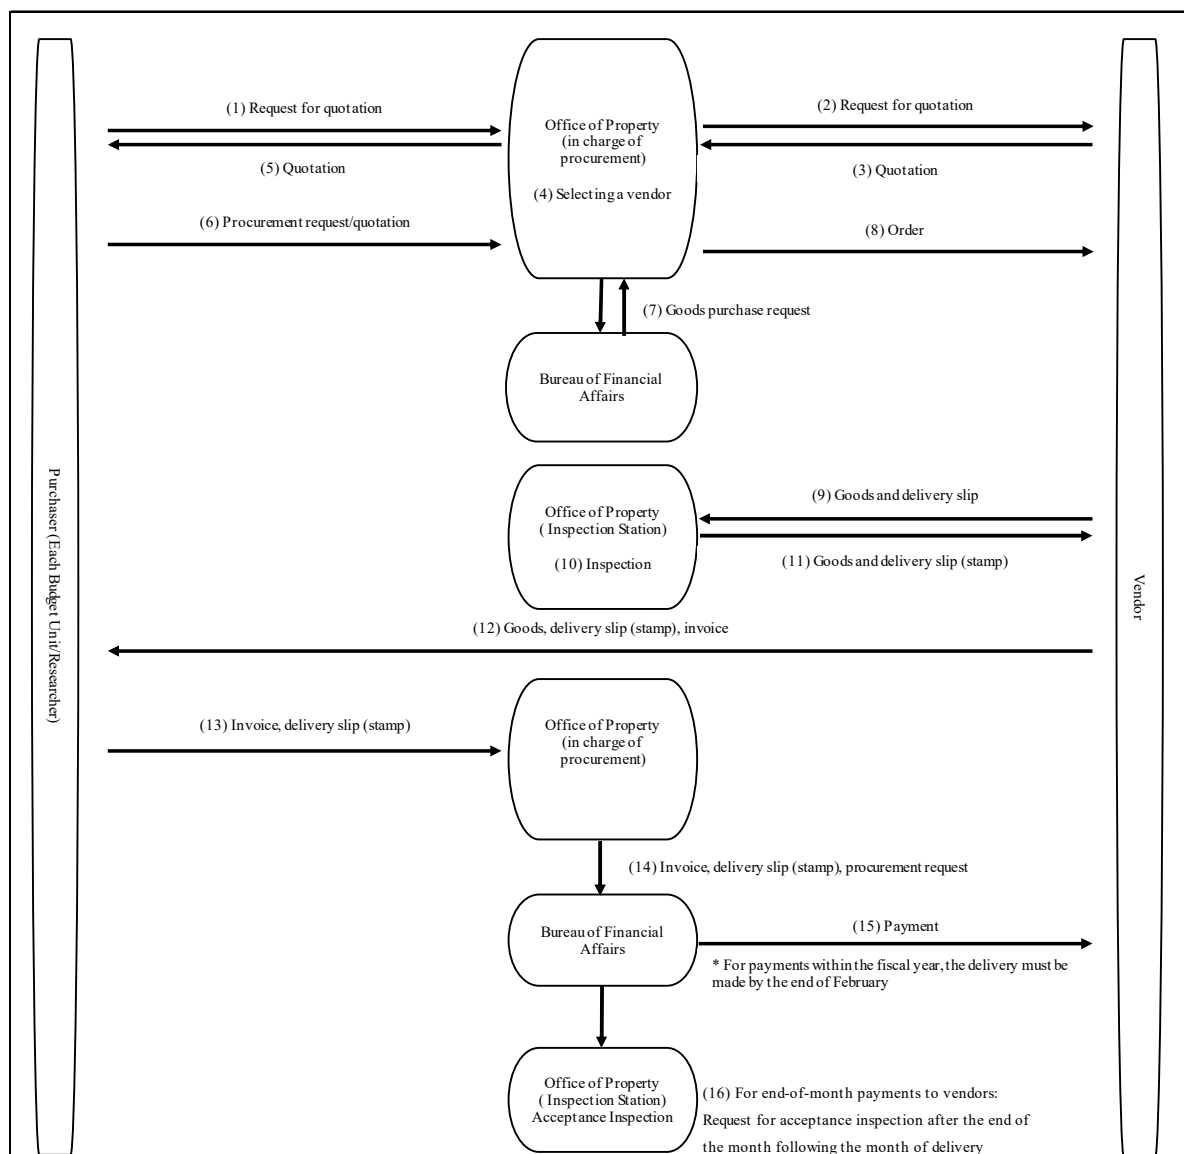 (1) Request for quotation
(2) Request for quotation
Office of Property
(in charge of
procurement)
(5) Quotation
(3) Quotation
(4) Selecting a vendor
(6) Procurement request/quotation
(8) Order
(7) Goods purchase request
Bureau of Financial
Affairs
Purchaser (Each Budget Unit/Researcher)
Vendor
(9) Goods and delivery slip
Office of Property
( Inspection Station)
(10) Inspection
(11) Goods and delivery slip (stamp)
(12) Goods, delivery slip (stamp), invoice
(13) Invoice, delivery slip (stamp)
Office of Property
(in charge of
procurement)
(14) Invoice, delivery slip (stamp), procurement request
Bureau of Financial
Affairs
(15) Payment
* For payments within the fiscal year, the delivery must be
made by the end of February
Office of Property
( Inspection Station)
Acceptance Inspection
(16) For end-of-month payments to vendors:
Request for acceptance inspection after the end of
the month following the month of delivery